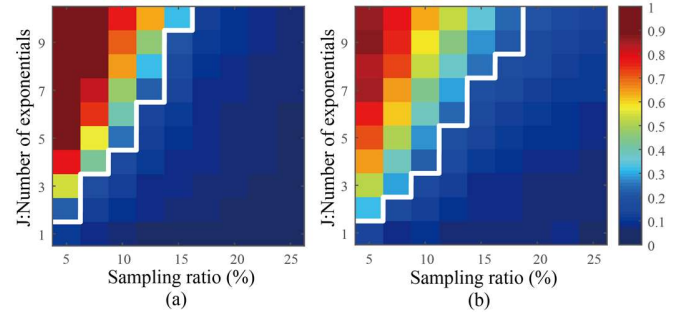 9
7
5
3
1
J:Number of exponentials
5 10 15 20 25
Sampling ratio (%)
(a)
9
7
5
3
1
J:Number of exponentials
5 10 15 20 25
Sampling ratio (%)
(b)
1
0.9
0.8
0.7
0.6
0.5
0.4
0.3
0.2
0.1
0